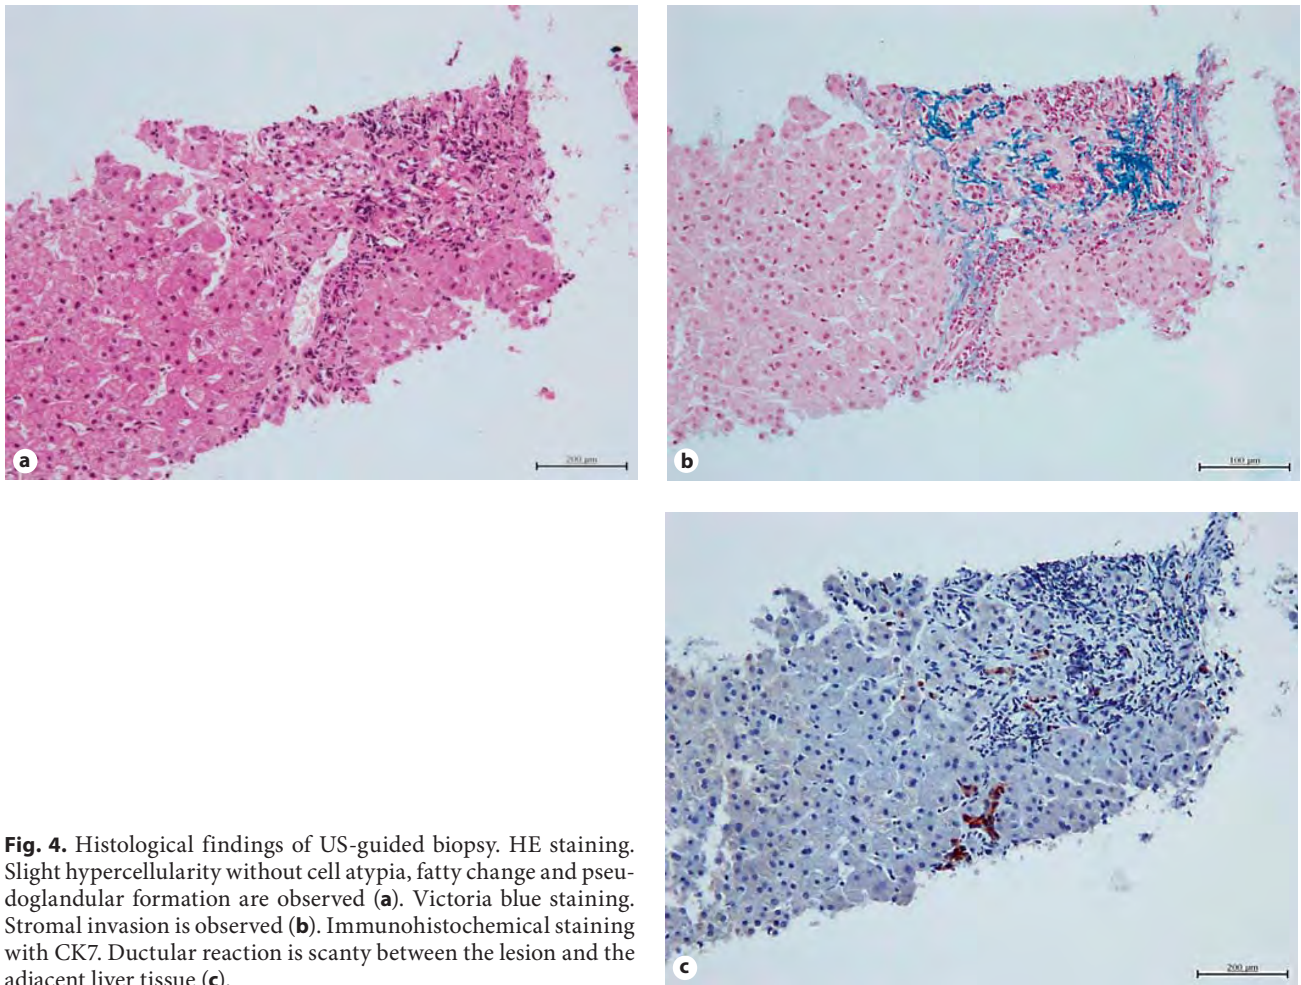 200 µm
a
100 µm
b
200 µm
c
Fig. 4. Histological findings of US-guided biopsy. HE staining.
Slight hypercellularity without cell atypia, fatty change and pseu-
doglandular formation are observed (a). Victoria blue staining.
Stromal invasion is observed (b). Immunohistochemical staining
with CK7. Ductular reaction is scanty between the lesion and the
adjacent liver tissue (c).